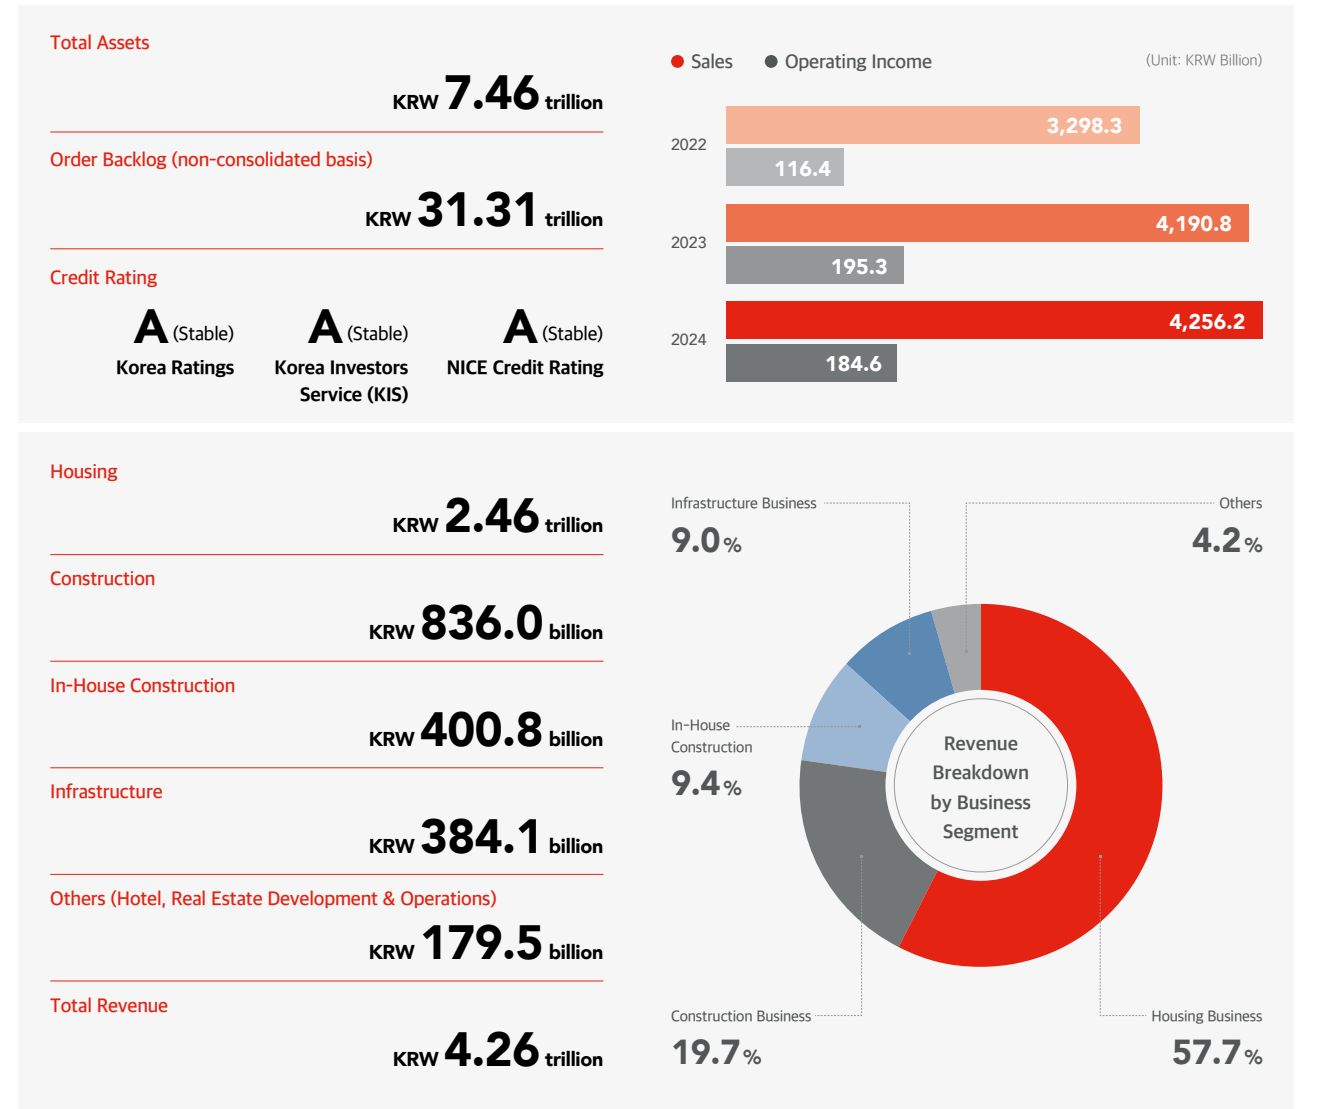 Total Assets
KRW 7.46 trillion
Order Backlog (non-consolidated basis)
KRW 31.31 trillion
Credit Rating
A (Stable)
Korea Ratings
A (Stable)
Korea Investors
Service (KIS)
A (Stable)
NICE Credit Rating
Sales
Operating Income
(Unit: KRW Billion)
2022
3,298.3
116.4
2023
4,190.8
195.3
2024
4,256.2
184.6
Housing
KRW 2.46 trillion
Construction
KRW 836.0 billion
In-House Construction
KRW 400.8 billion
Infrastructure
KRW 384.1 billion
Others (Hotel, Real Estate Development & Operations)
KRW 179.5 billion
Total Revenue
KRW 4.26 trillion
Infrastructure Business
9.0 %
Others
4.2 %
In-House
Construction
9.4 %
Revenue
Breakdown
by Business
Segment
Construction Business
19.7 %
Housing Business
57.7 %